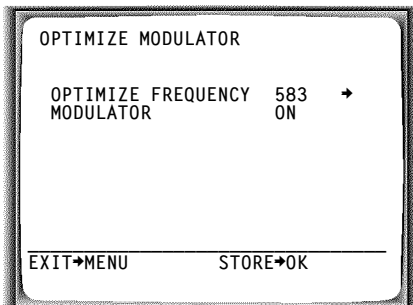 OPTIMIZE MODULATOR
OPTIMIZE FREQUENCY 583 ➜
MODULATOR ON
EXIT➜MENU STORE➜OK